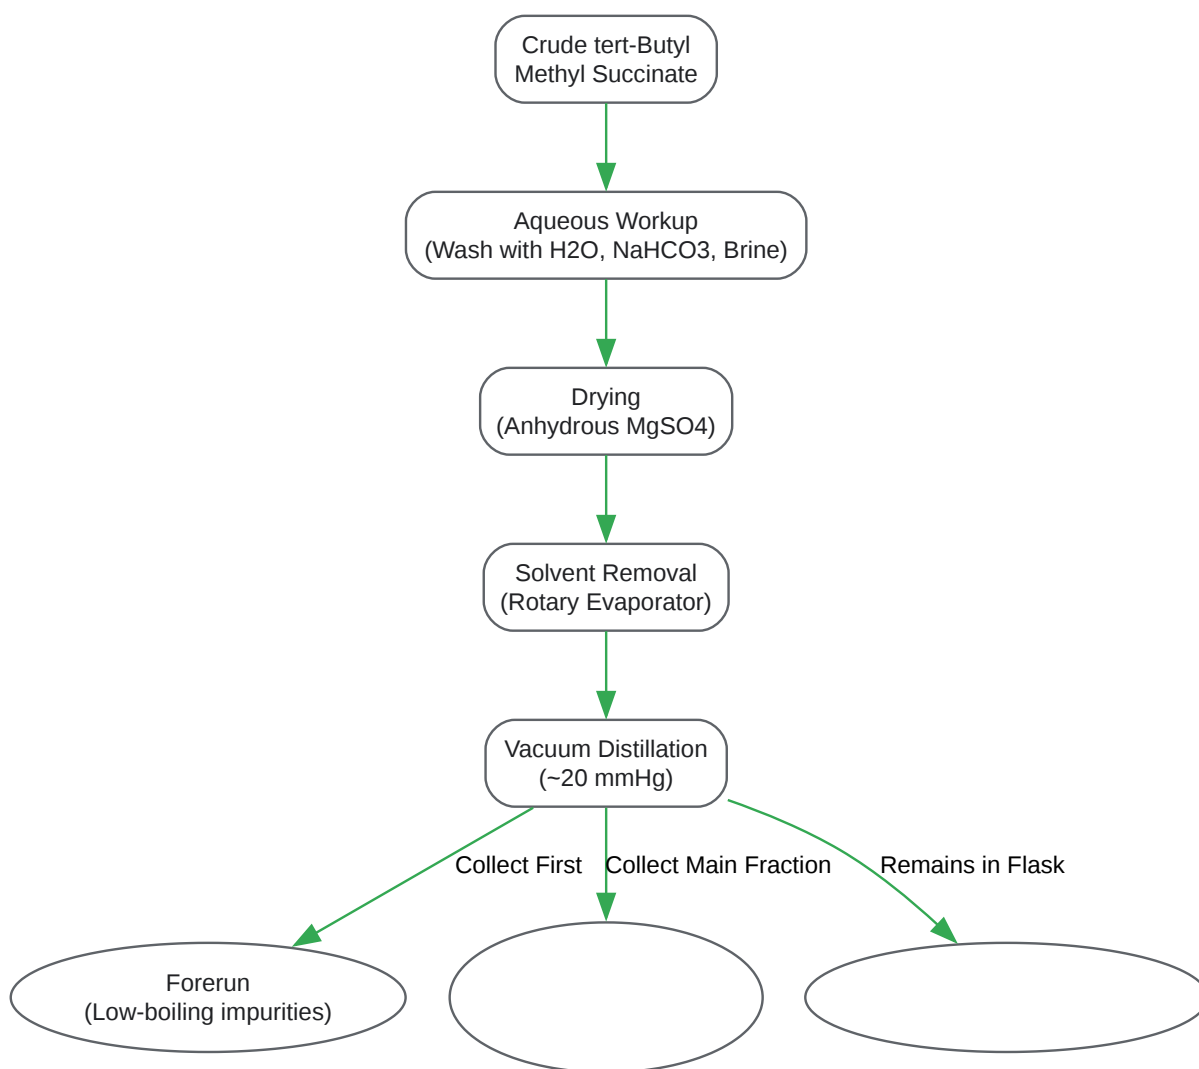 Crude tert-Butyl
Methyl Succinate
Aqueous Workup
(Wash with H2O, NaHCO3, Brine)
Drying
(Anhydrous MgSO4)
Solvent Removal
(Rotary Evaporator)
Vacuum Distillation
(~20 mmHg)
Collect First
Collect Main Fraction
Remains in Flask
Forerun
(Low-boiling impurities)